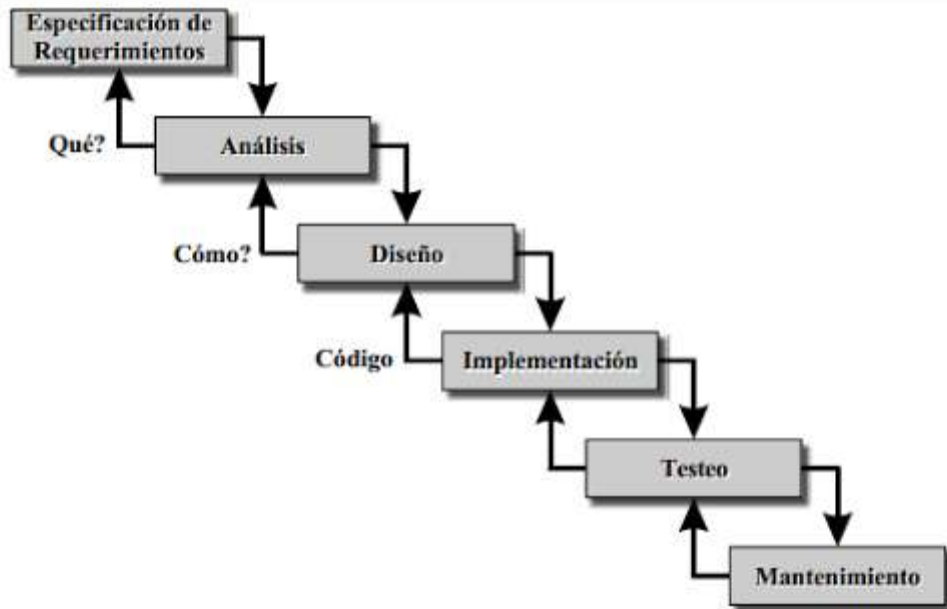 Especificación de
Requerimientos
Qué?
Análisis
Cómo?
Diseño
Código
Implementación
Testeo
Mantenimiento